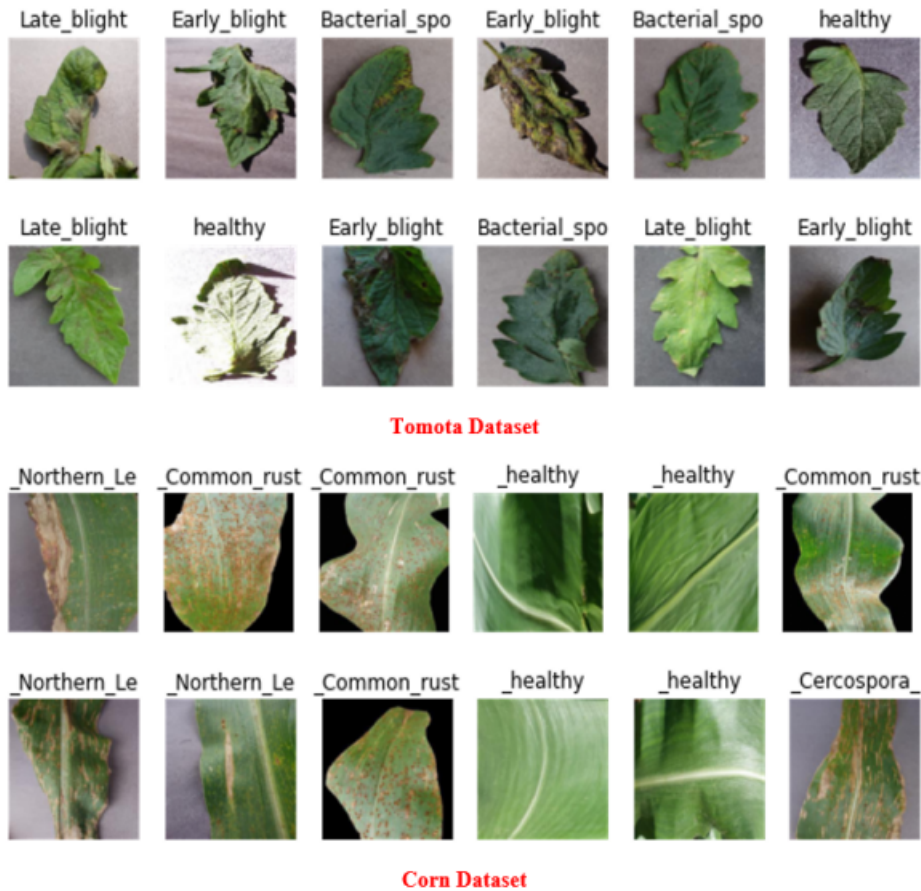 Late_blight Early_blight Bacterial_spo Early_blight Bacterial_spo healthy
Late_blight healthy Early_blight Bacterial_spo Late_blight Early_blight
Tomota Dataset
_Northern_Le _Common_rust _Common_rust _healthy _healthy _Common_rust
_Northern_Le _Northern_Le _Common_rust _healthy _healthy _Cercospora_
Corn Dataset